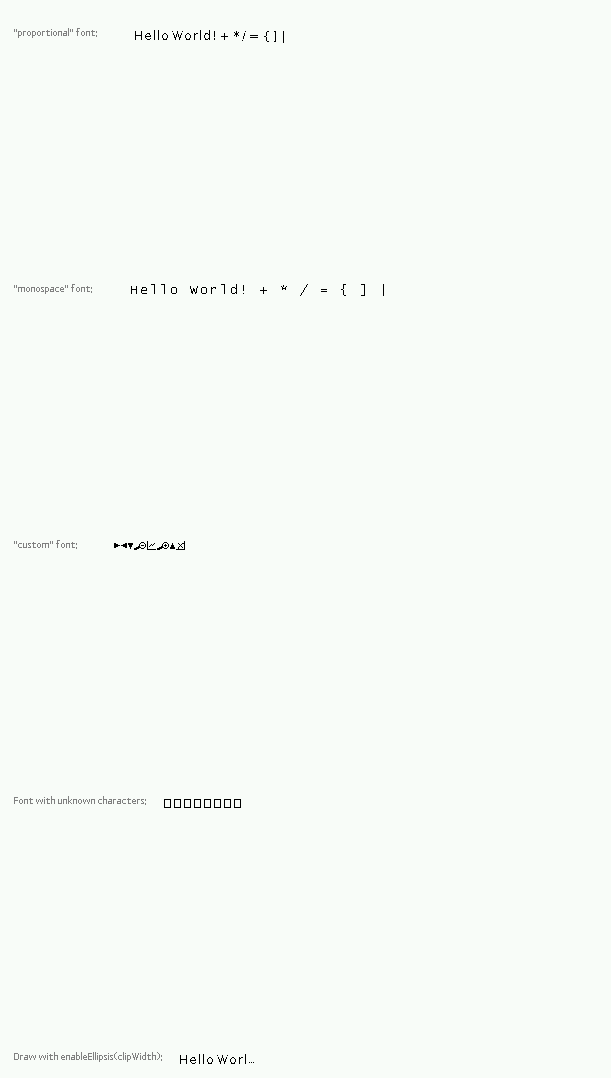 "proportional" font: Hello World! + */ = { ] |
"monospace" font: Hello World! + * / = { ] |
"custom" font:
Font with unknown characters: □□□□□□□□
Draw with enableEllipsis(clipWidth): Hello Worl…